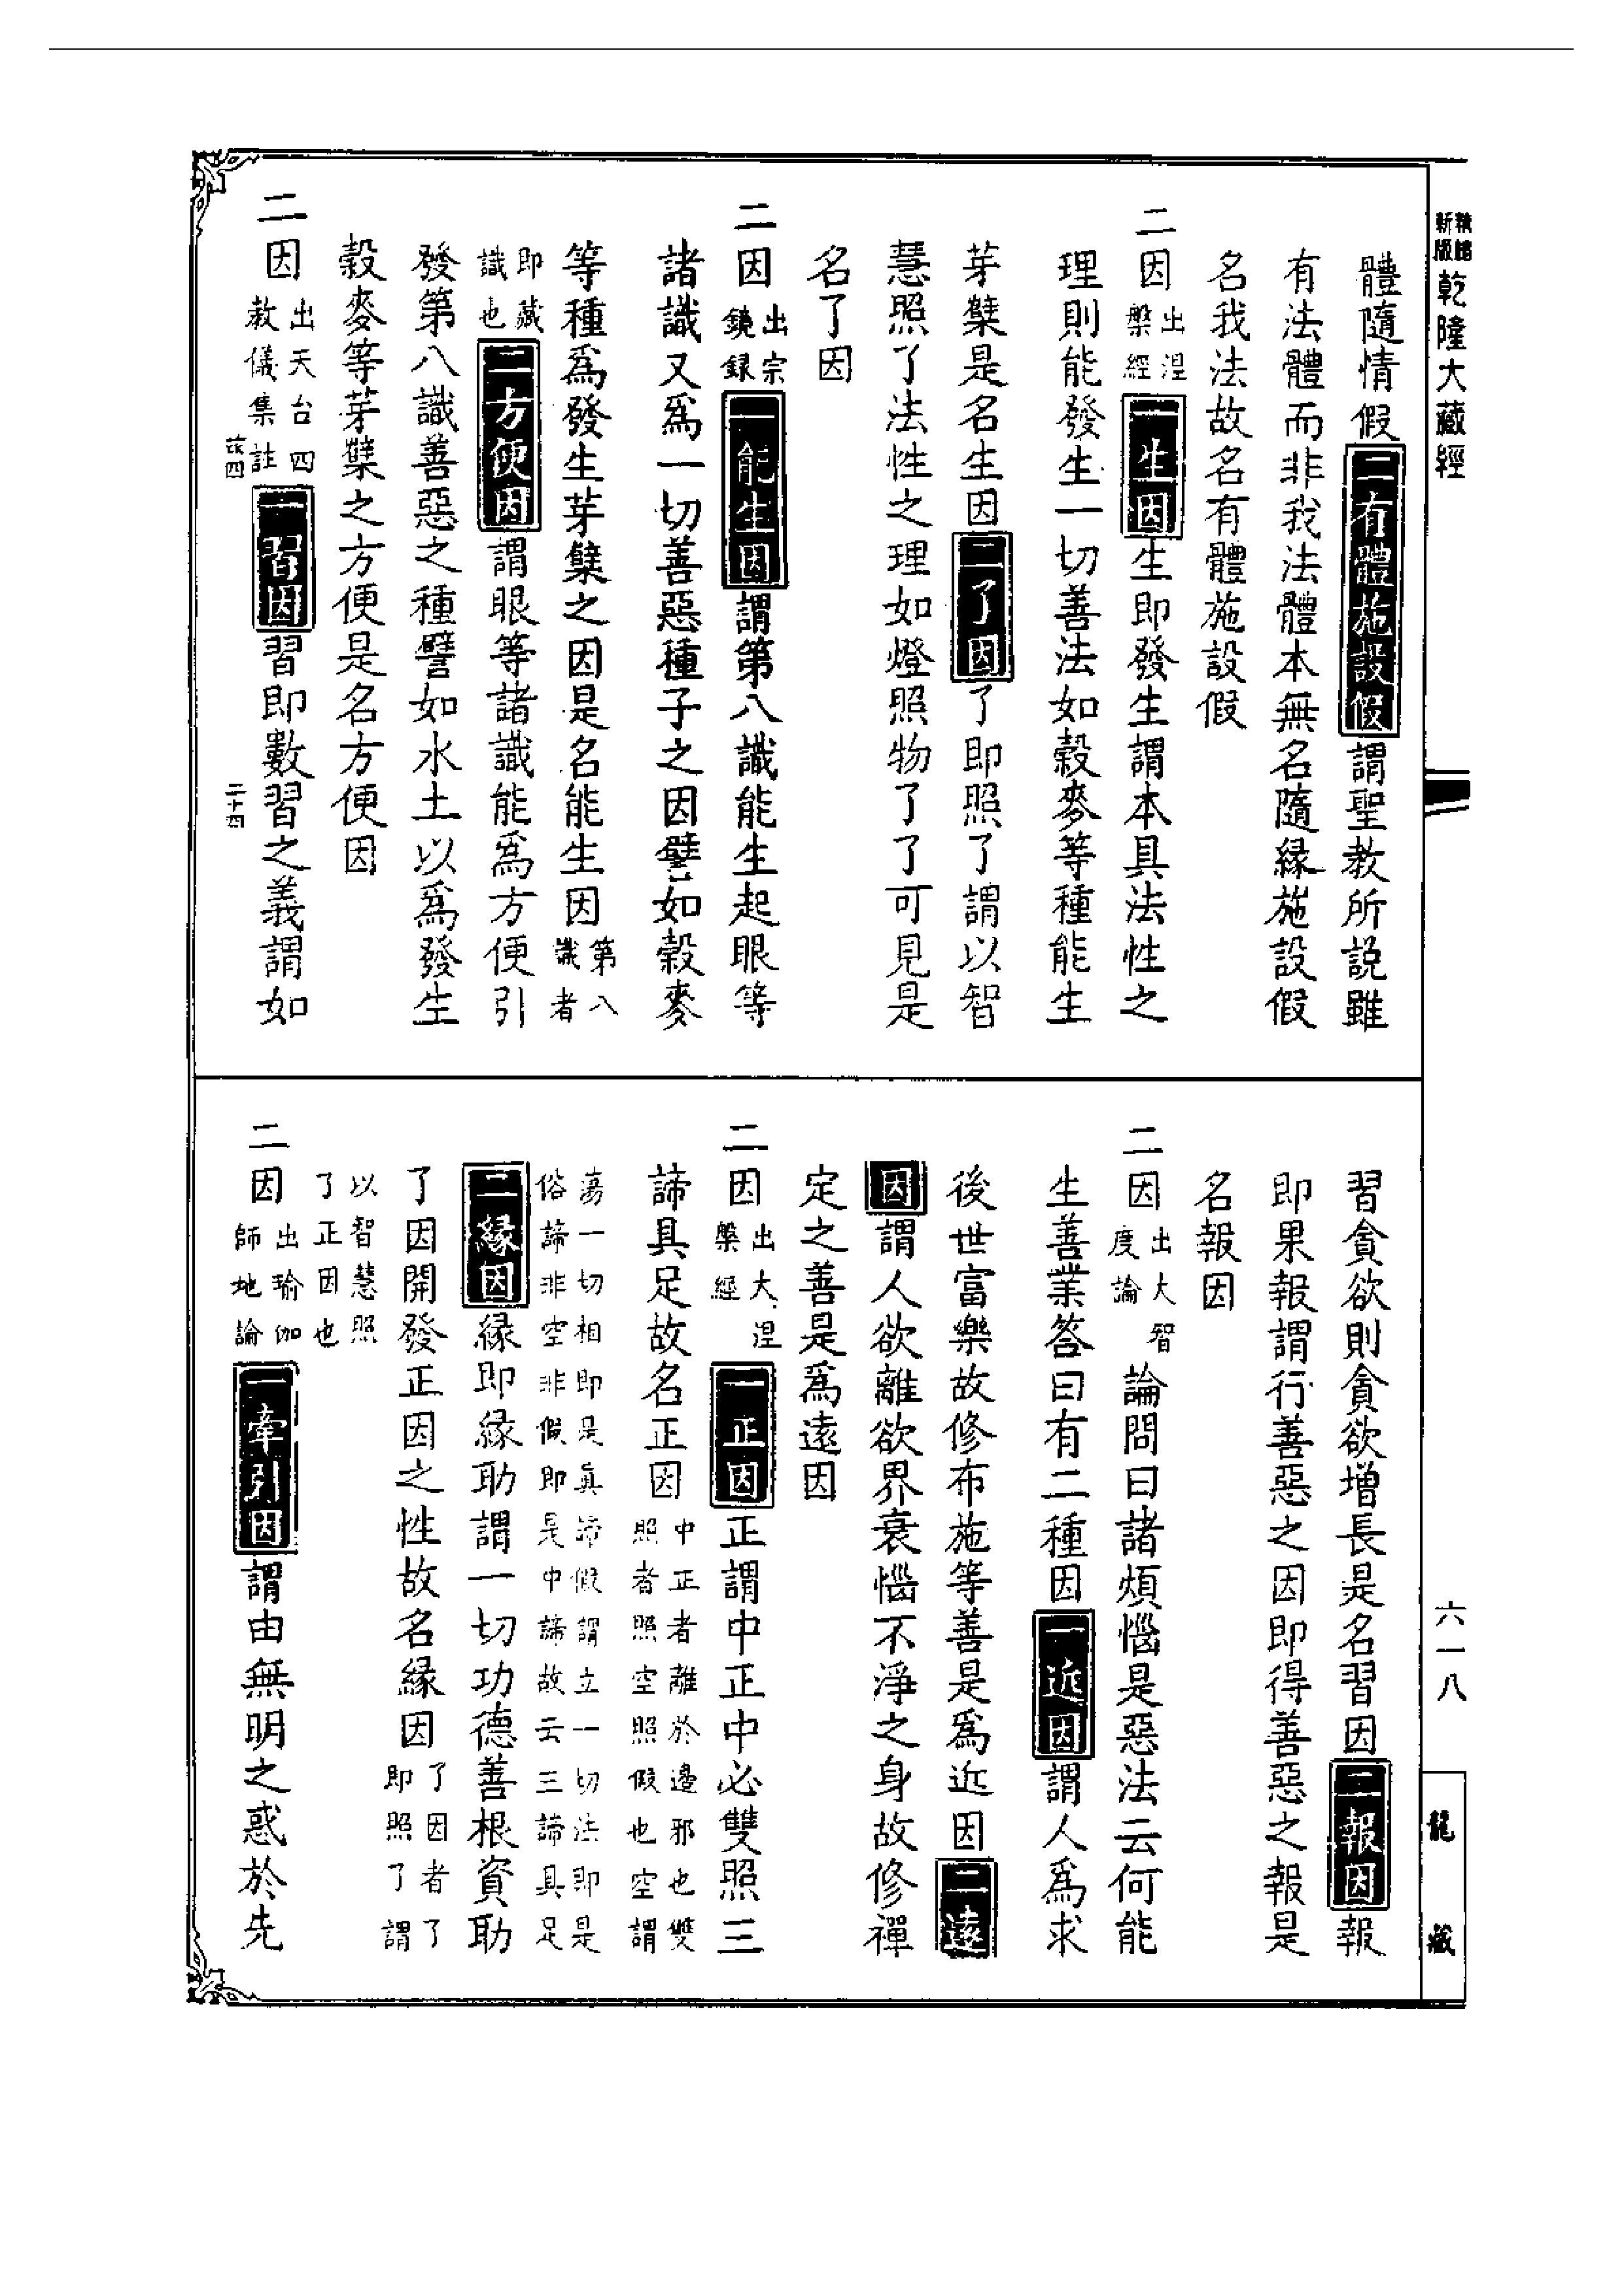 精縮新版乾隆大藏經
六一八
龍藏
體隨情假二有體施設假謂聖教所說雖
有法體而非我法體本無名隨緣施設假
名我法故名有體施設假
二因出涅槃經一生因生即發生謂本具法性之
理則能發生一切善法如穀麥等種能生
芽櫱是名生因二了因了即照了謂以智
慧照了法性之理如燈照物了了可見是
名了因
二因出宗鏡録一能生因謂第八識能生起眼等
諸識又爲一切善惡種子之因譬如穀麥
等種爲發生芽櫱之因是名能生因第八識者
即藏識也二方便因謂眼等諸識能爲方便引
發第八識善惡之種譬如水土以爲發生
穀麥等芽櫱之方便是名方便因
二因出天台四教儀集註一習因習即數習之義謂如
二十四
習貪欲則貪欲增長是名習因二報因報
即果報謂行善惡之因即得善惡之報是
名報因
二因出大智度論論問曰諸煩惱是惡法云何能
生善業答曰有二種因一近因謂人爲求
後世富樂故修布施等善是爲近因二遠
因謂人欲離欲界衰惱不淨之身故修禪
定之善是爲遠因
二因出大涅槃經一正因正謂中正中必雙照三
諦具足故名正因中正者離於邊邪也雙照者照空照假也空謂
蕩一切相即是真諦假謂立一切法即是俗諦非空非假即是中諦故云三諦具足
二緣因緣即緣助謂一切功德善根資助
了因開發正因之性故名緣因了因者了即照了謂
以智慧照了正因也
二因出瑜伽師地論一牽引因謂由無明之惑於先